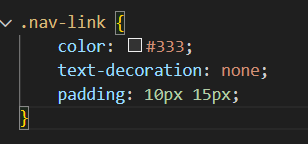 .nav-link {
    color: #333;
    text-decoration: none;
    padding: 10px 15px;
}